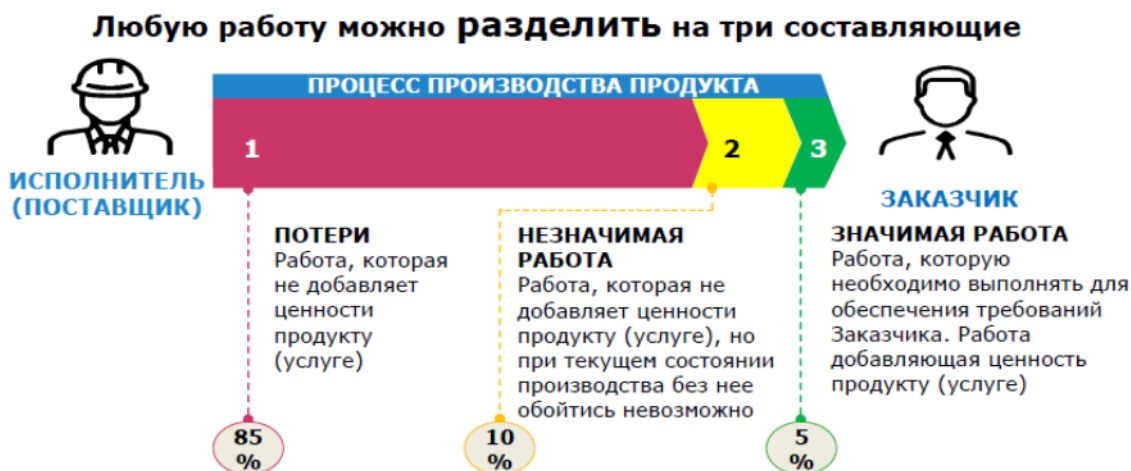 Любую работу можно разделить на три составляющие
ПРОЦЕСС ПРОИЗВОДСТВА ПРОДУКТА
1
2
3
ИСПОЛНИТЕЛЬ
(ПОСТАВЩИК)
ЗАКАЗЧИК
ПОТЕРИ
Работа, которая
не добавляет
ценности
продукту
(услуге)
НЕЗНАЧИМАЯ
РАБОТА
Работа, которая не
добавляет ценности
продукту (услуге), но
при текущем состоянии
производства без нее
обойтись невозможно
ЗНАЧИМАЯ РАБОТА
Работа, которую
необходимо выполнять для
обеспечения требований
Заказчика. Работа
добавляющая ценность
продукту (услуге)
85
%
10
%
5
%